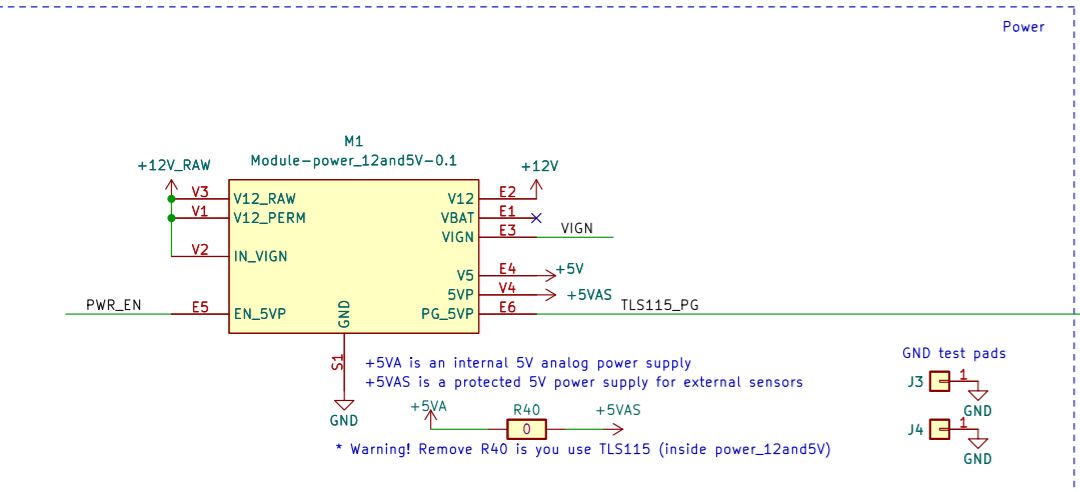 Power
M1
Module-power_12and5V-0.1
+12V_RAW
+12V
V3 V12_RAW V12 E2
V1 V12_PERM VBAT E1
VIGN E3 VIGN
V2 IN_VIGN
V5 E4 +5V
5VP V4 +5VAS
PWR_EN E5 EN_5VP GND PG_5VP E6 TLS115_PG
S1
GND
+5VA is an internal 5V analog power supply
+5VAS is a protected 5V power supply for external sensors
+5VA R40 +5VAS
0
* Warning! Remove R40 is you use TLS115 (inside power_12and5V)
GND test pads
J3 1
GND
J4 1
GND